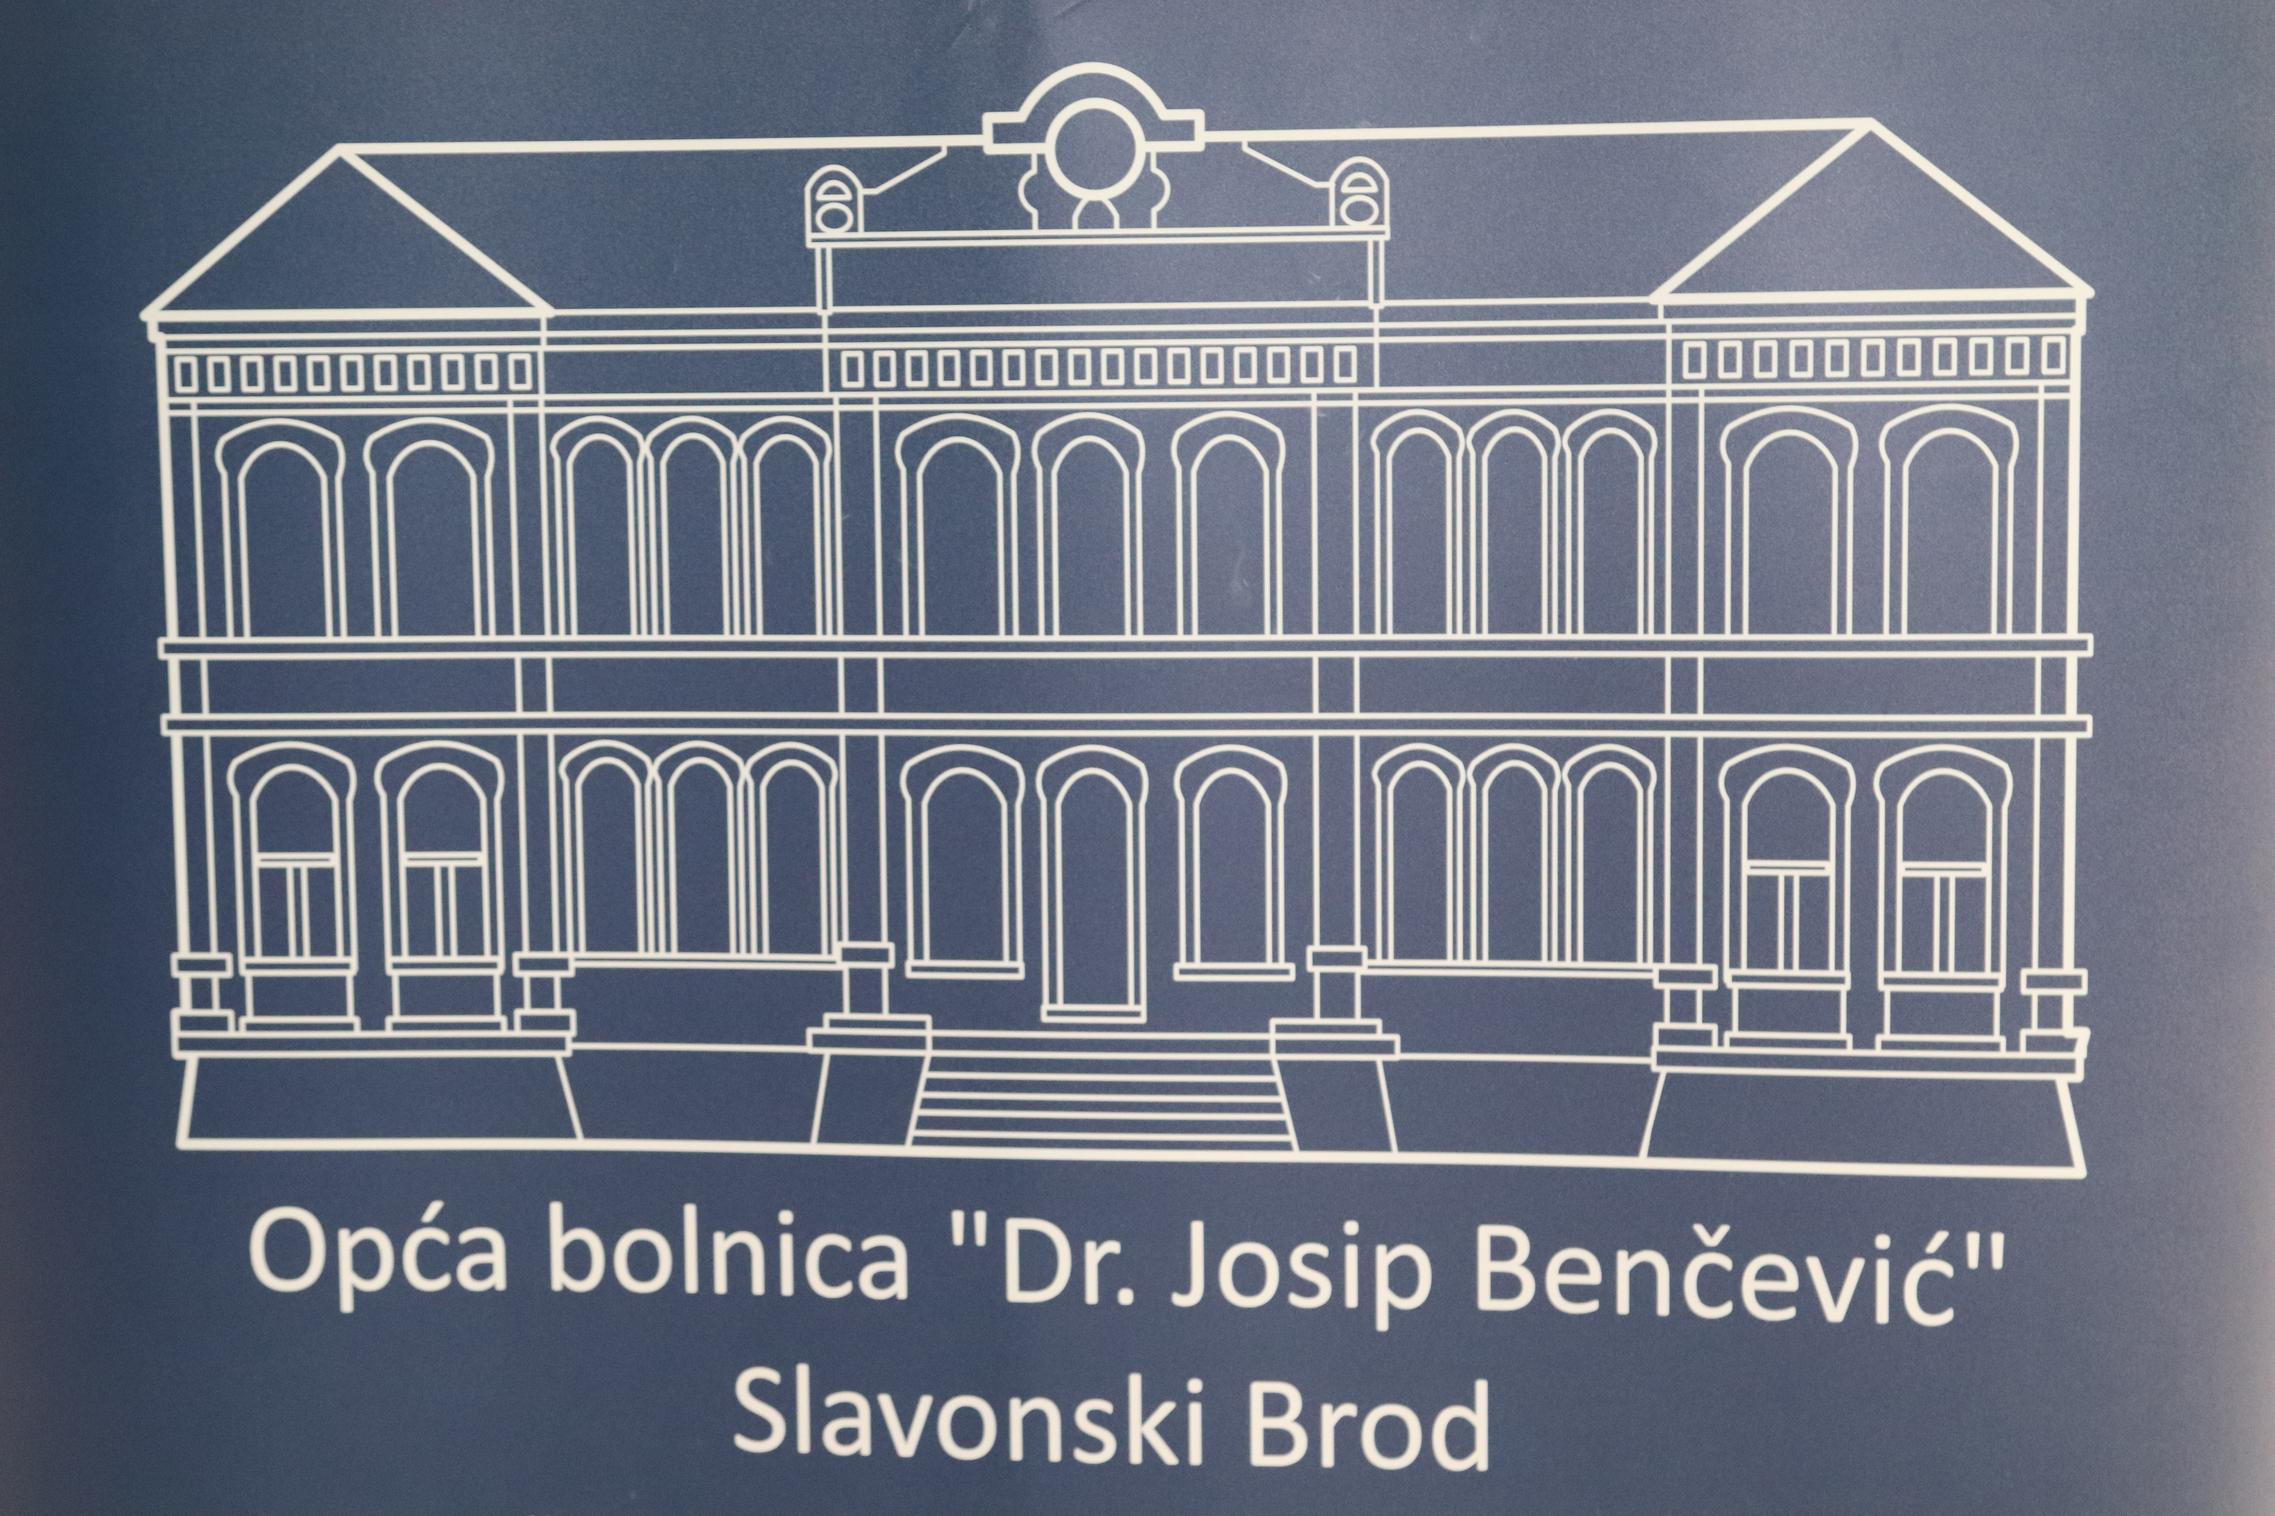 Opća bolnica "Dr. Josip Benčević"
Slavonski Brod